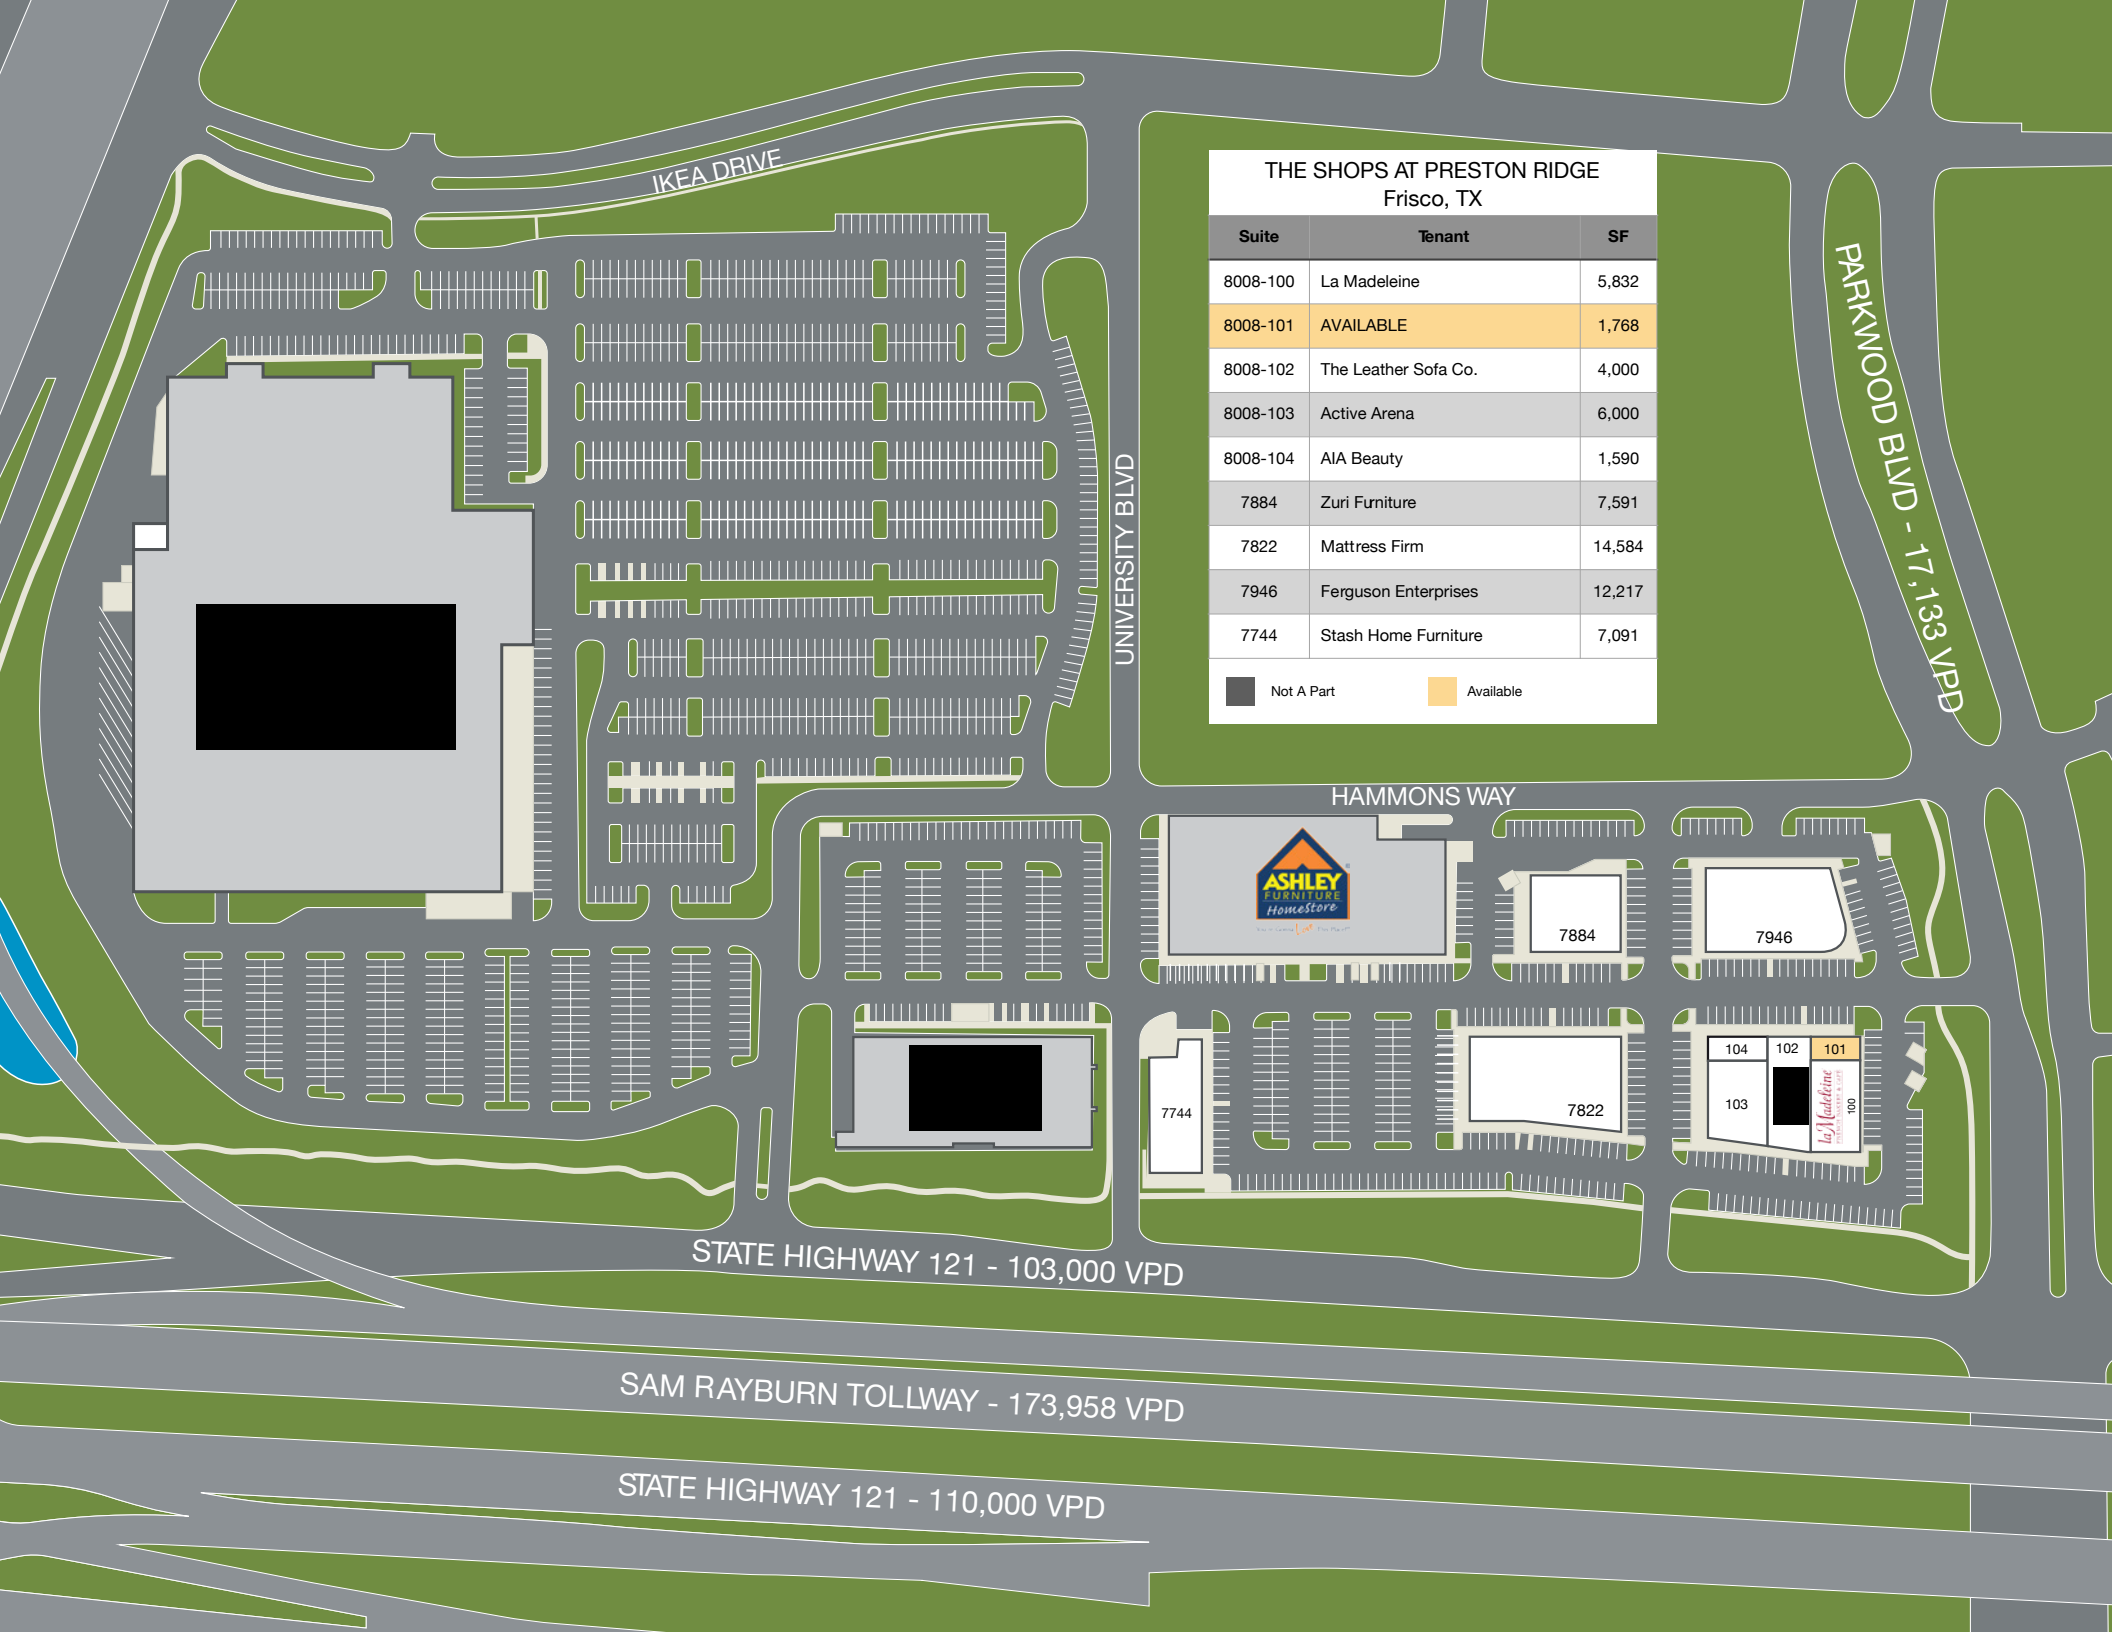 IKEA DRIVE
THE SHOPS AT PRESTON RIDGE
Frisco, TX
Suite Tenant SF
8008-100 La Madeleine 5,832
8008-101 AVAILABLE 1,768
8008-102 The Leather Sofa Co. 4,000
8008-103 Active Arena 6,000
8008-104 AIA Beauty 1,590
7884 Zuri Furniture 7,591
7822 Mattress Firm 14,584
7946 Ferguson Enterprises 12,217
7744 Stash Home Furniture 7,091
Not A Part Available
PARKWOOD BLVD - 17,133 VPD
UNIVERSITY BLVD
HAMMONS WAY
ASHLEY
FURNITURE
HomeStore
7884
7946
7744
7822
104 102 101
103
la Madeleine
100
STATE HIGHWAY 121 - 103,000 VPD
SAM RAYBURN TOLLWAY - 173,958 VPD
STATE HIGHWAY 121 - 110,000 VPD